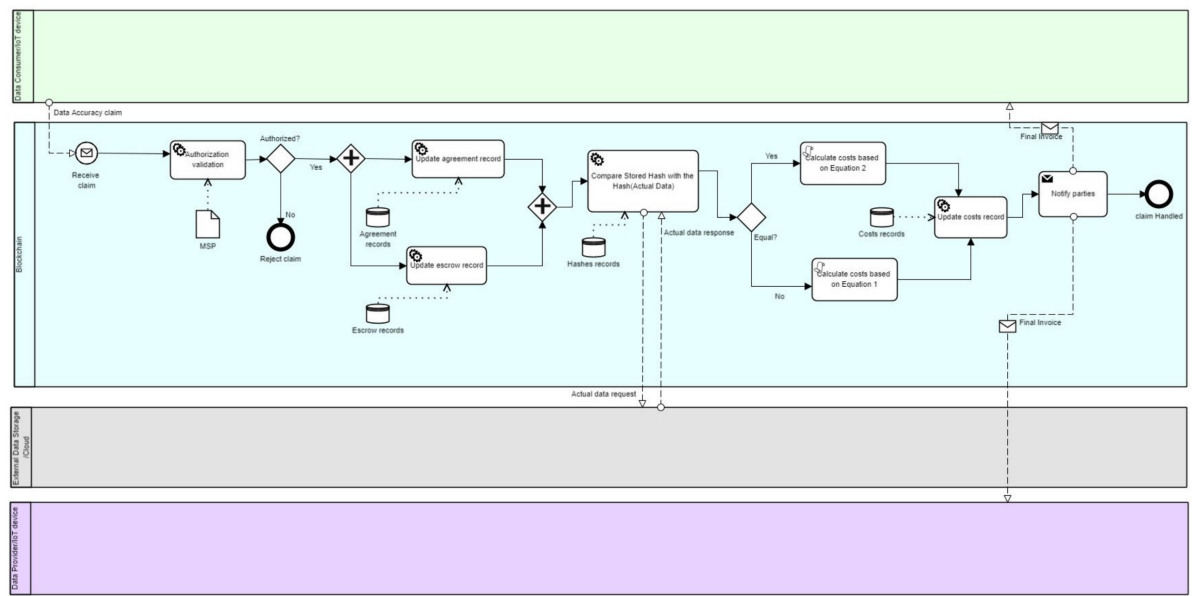 Data Consumer/IoT device
Data Accuracy claim
Final Invoice
Blockchain
Receive
claim
Authorization
validation
MSP
Authorized?
Yes
No
Reject claim
Update agreement record
Agreement
records
Update escrow record
Escrow records
Compare Stored Hash with the
Hash(Actual Data)
Hashes records
Actual data response
Actual data request
Equal?
Yes
No
Calculate costs based
on Equation 2
Calculate costs based
on Equation 1
Costs records
Update costs record
Notify parties
claim Handled
Final Invoice
External Data Storage
/Cloud
Data Provider/IoT device